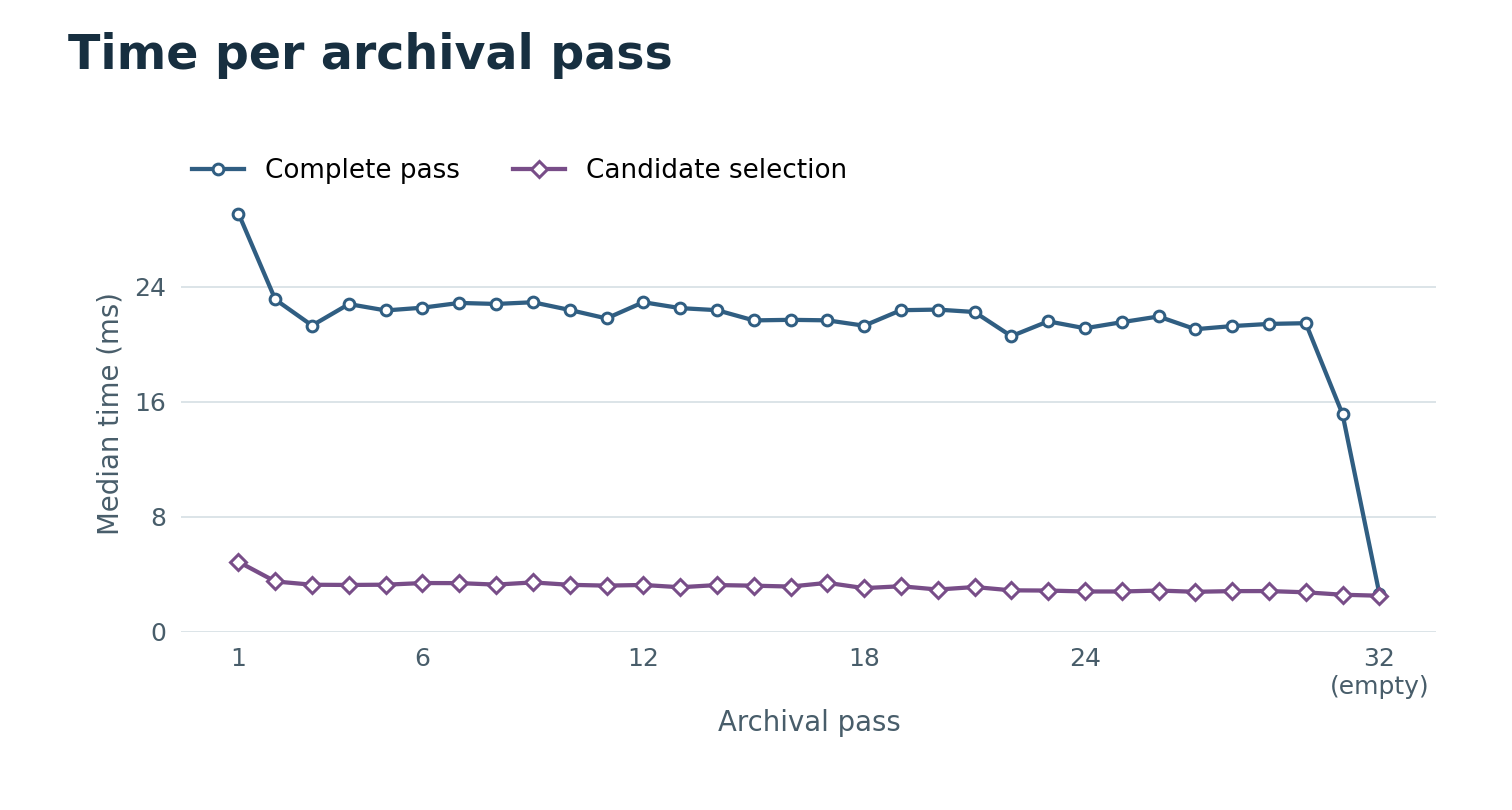 Time per archival pass
Complete pass
Candidate selection
Median time (ms)
24
16
8
0
1
6
12
18
24
32
(empty)
Archival pass